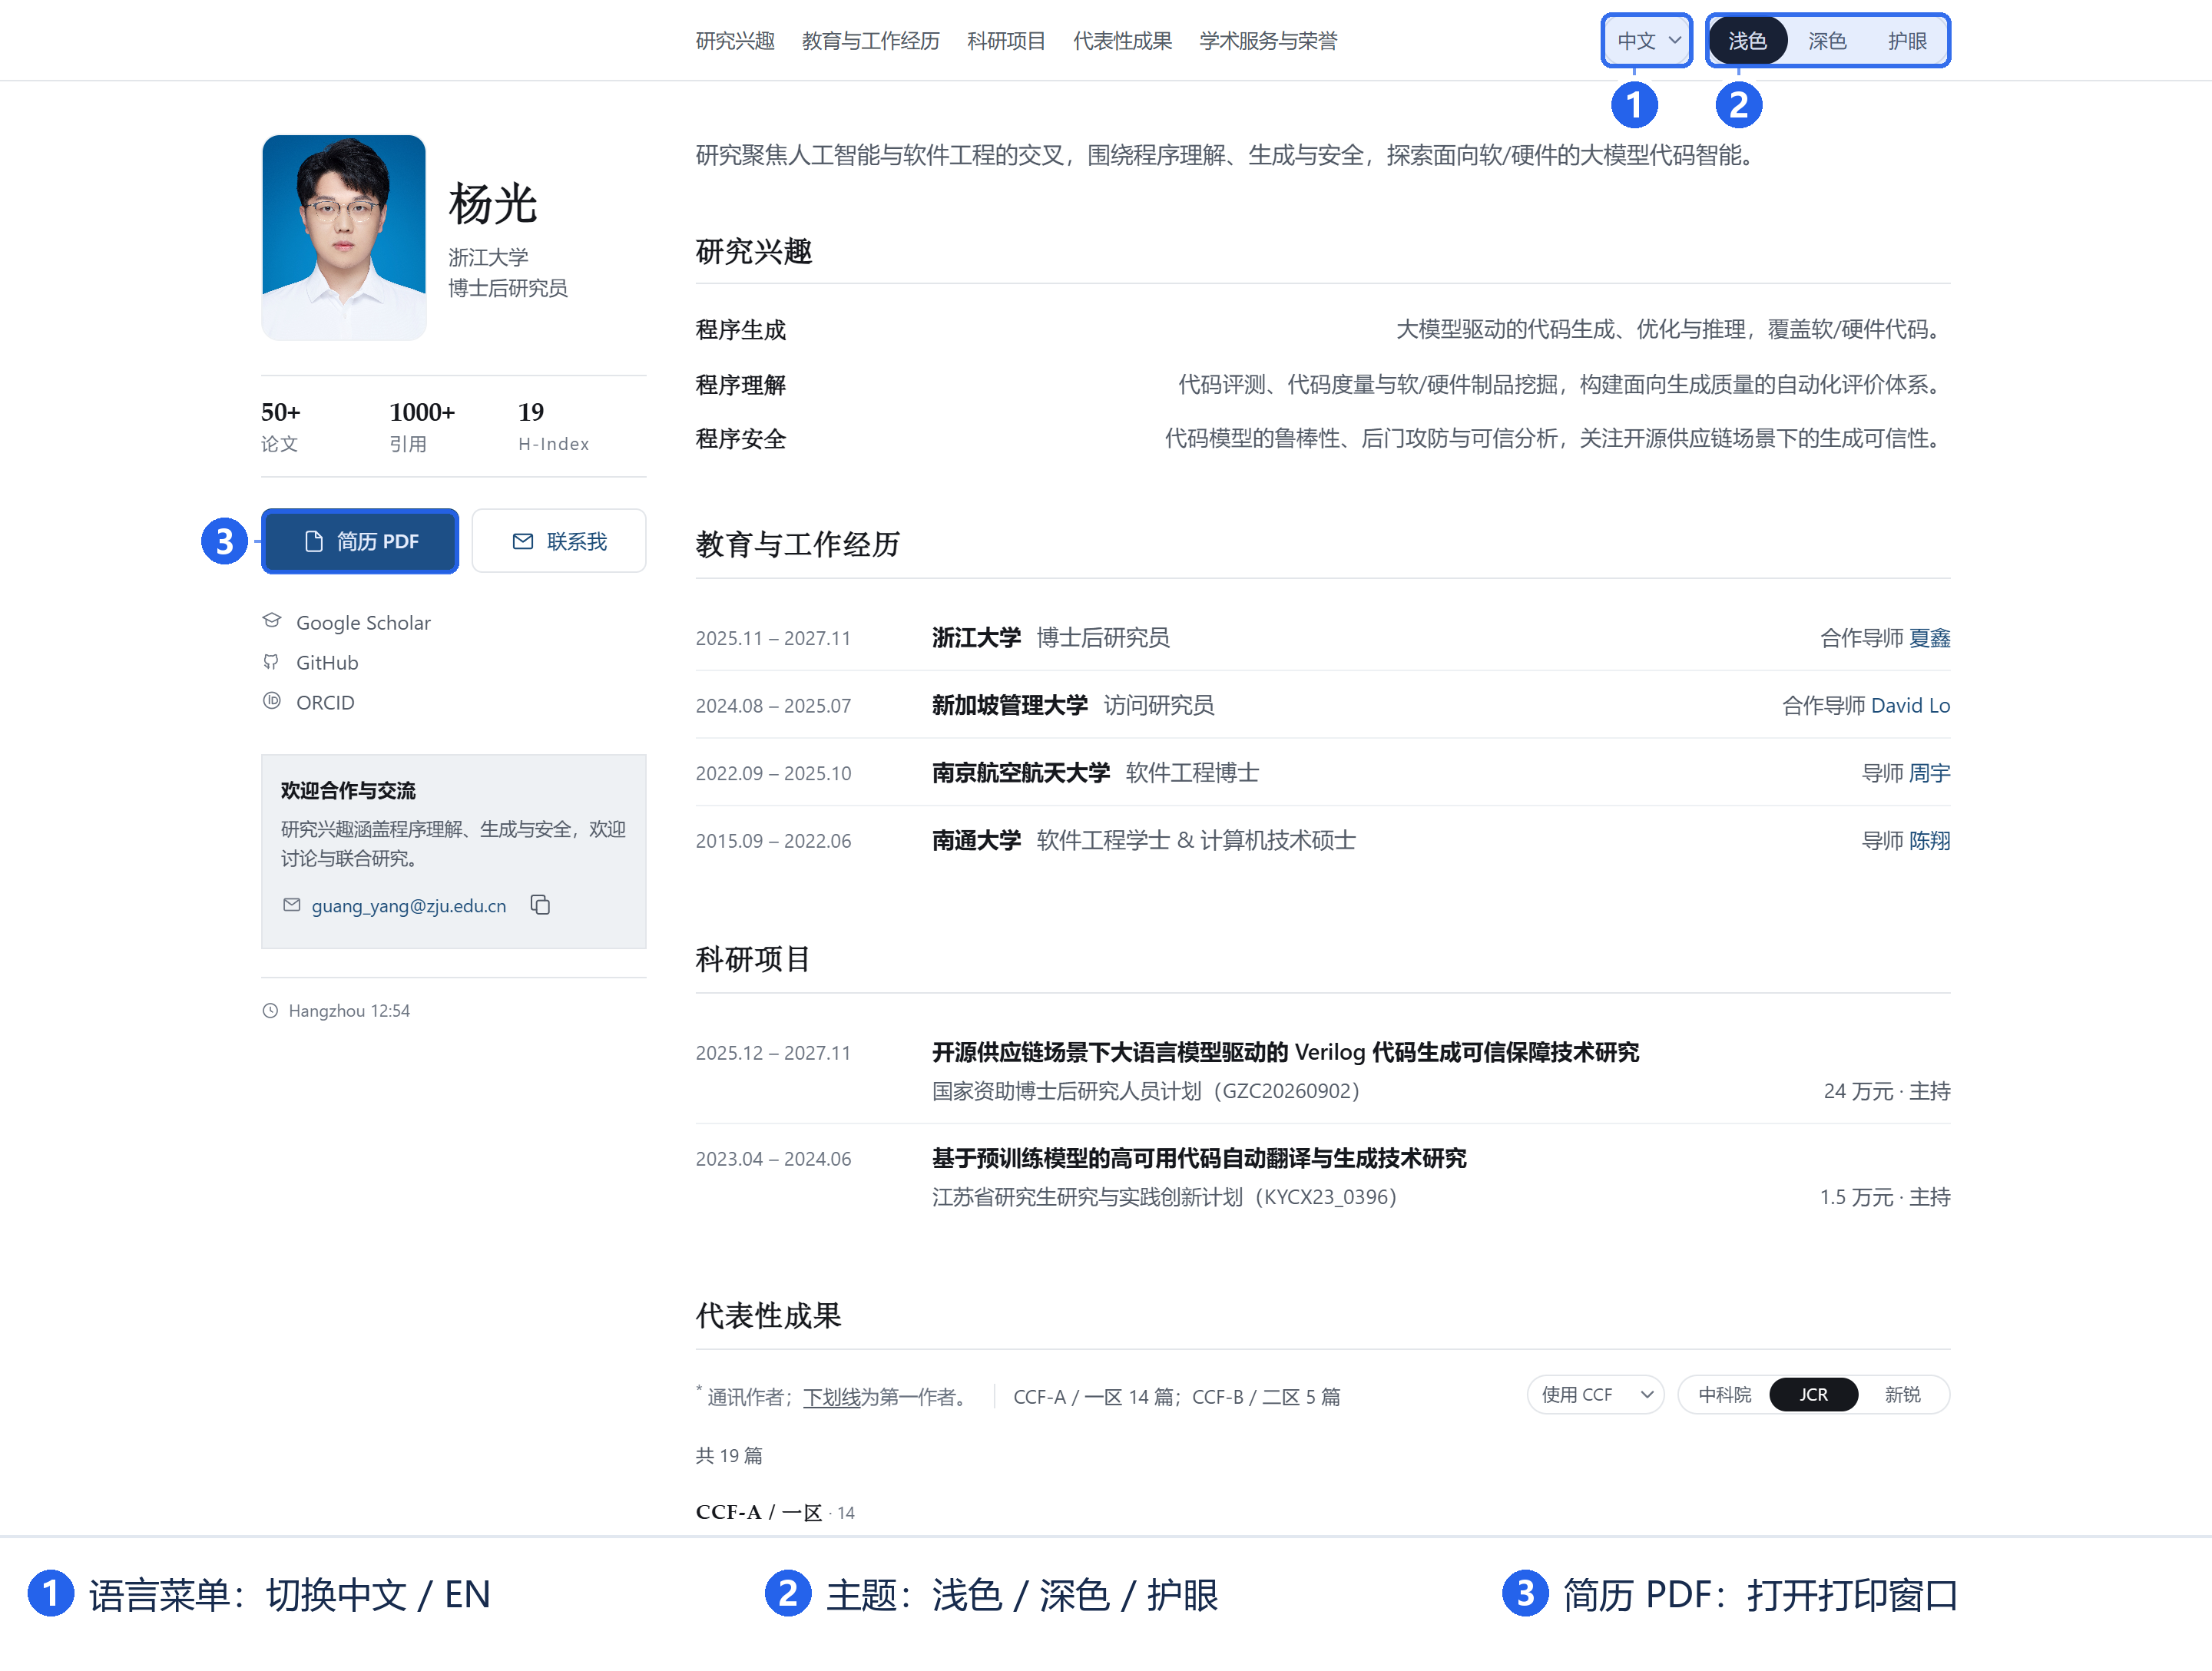 研究兴趣 教育与工作经历 科研项目 代表性成果 学术服务与荣誉 中文 浅色 深色 护眼
1 2
杨光
浙江大学
博士后研究员
50+ 1000+ 19
论文 引用 H-Index
3 简历 PDF 联系我
Google Scholar
GitHub
ORCID
欢迎合作与交流
研究兴趣涵盖程序理解、生成与安全，欢迎
讨论与联合研究。
guang_yang@zju.edu.cn
Hangzhou 12:54
研究聚焦人工智能与软件工程的交叉，围绕程序理解、生成与安全，探索面向软/硬件的大模型代码智能。
研究兴趣
程序生成 大模型驱动的代码生成、优化与推理，覆盖软/硬件代码。
程序理解 代码评测、代码度量与软/硬件制品挖掘，构建面向生成质量的自动化评价体系。
程序安全 代码模型的鲁棒性、后门攻防与可信分析，关注开源供应链场景下的生成可信性。
教育与工作经历
2025.11 – 2027.11 浙江大学 博士后研究员 合作导师 夏鑫
2024.08 – 2025.07 新加坡管理大学 访问研究员 合作导师 David Lo
2022.09 – 2025.10 南京航空航天大学 软件工程博士 导师 周宇
2015.09 – 2022.06 南通大学 软件工程学士 & 计算机技术硕士 导师 陈翔
科研项目
2025.12 – 2027.11 开源供应链场景下大语言模型驱动的 Verilog 代码生成可信保障技术研究
国家资助博士后研究人员计划（GZC20260902） 24 万元 · 主持
2023.04 – 2024.06 基于预训练模型的高可用代码自动翻译与生成技术研究
江苏省研究生研究与实践创新计划（KYCX23_0396） 1.5 万元 · 主持
代表性成果
* 通讯作者；下划线为第一作者。 CCF-A / 一区 14 篇；CCF-B / 二区 5 篇 使用 CCF 中科院 JCR 新锐
共 19 篇
CCF-A / 一区 · 14
1 语言菜单：切换中文 / EN 2 主题：浅色 / 深色 / 护眼 3 简历 PDF：打开打印窗口